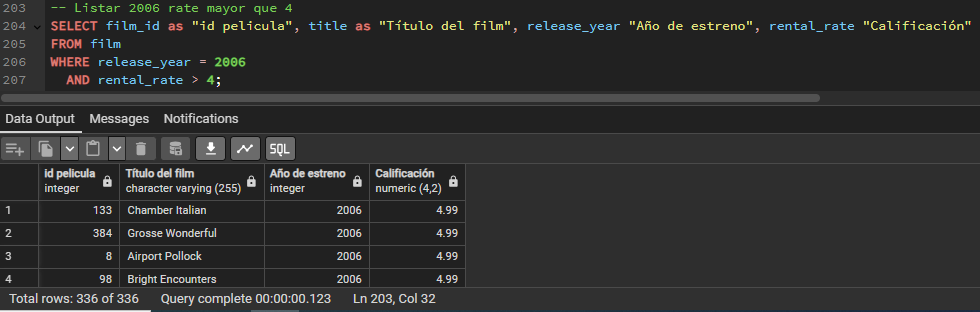 203 -- Listar 2006 rate mayor que 4
204 SELECT film_id as "id pelicula", title as "Título del film", release_year "Año de estreno", rental_rate "Calificación"
205 FROM film
206 WHERE release_year = 2006
207 AND rental_rate > 4;
Data Output Messages Notifications
SQL
id pelicula Título del film Año de estreno Calificación
integer character varying (255) integer numeric (4,2)
1 133 Chamber Italian 2006 4.99
2 384 Grosse Wonderful 2006 4.99
3 8 Airport Pollock 2006 4.99
4 98 Bright Encounters 2006 4.99
Total rows: 336 of 336 Query complete 00:00:00.123 Ln 203, Col 32